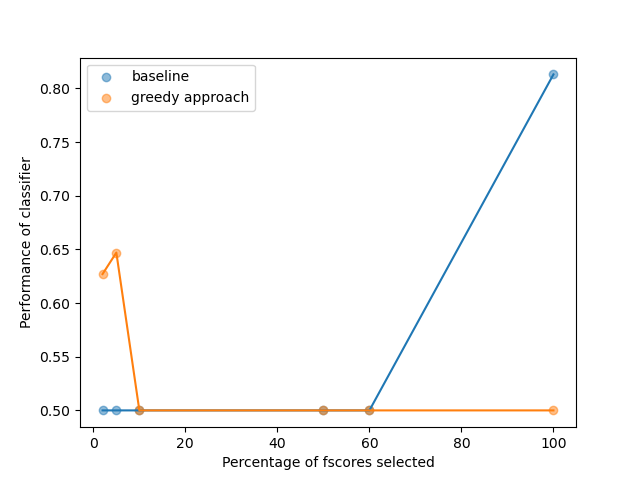 baseline
greedy approach
0.80
0.75
0.70
0.65
0.60
0.55
0.50
Performance of classifier
0 20 40 60 80 100
Percentage of fscores selected